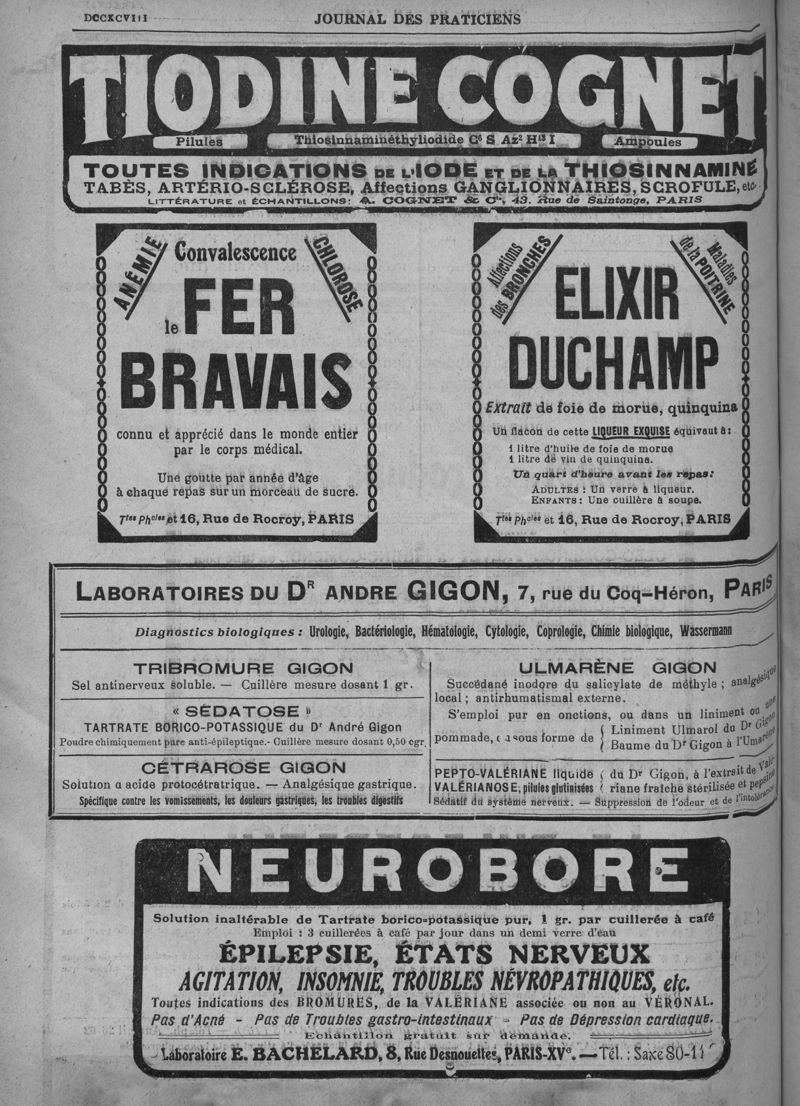 DCCXCVIII
JOURNAL DES PRATICIENS
TIODINE COGNET
Pilules
Thiosinnaminéthyliodide C⁶ S Az² H¹³ I
Ampoules
TOUTES INDICATIONS DE L'IODE ET DE LA THIOSINNAMINE
TABÈS, ARTÉRIO-SCLÉROSE, Affections GANGLIONNAIRES, SCROFULE, etc.
LITTÉRATURE et ÉCHANTILLONS: A. COGNET & Cⁱᵉ, 43, Rue de Saintonge, PARIS
ANÉMIE
Convalescence
CHLOROSE
le FER
BRAVAIS
connu et apprécié dans le monde entier
par le corps médical.
Une goutte par année d'âge
à chaque repas sur un morceau de sucre.
Tᵗᵉˢ Phᶜⁱᵉˢ et 16, Rue de Rocroy, PARIS
Affections
des BRONCHES
Maladies
de la POITRINE
ELIXIR
DUCHAMP
Extrait de foie de morue, quinquina
Un flacon de cette LIQUEUR EXQUISE équivaut à:
1 litre d'huile de foie de morue
1 litre de vin de quinquina.
Un quart d'heure avant les repas:
ADULTES : Un verre à liqueur.
ENFANTS : Une cuillère à soupe.
Tᵗᵉˢ Phᶜⁱᵉˢ et 16, Rue de Rocroy, PARIS
LABORATOIRES DU Dᴿ ANDRE GIGON, 7, rue du Coq-Héron, PARIS
Diagnostics biologiques : Urologie, Bactériologie, Hématologie, Cytologie, Coprologie, Chimie biologique, Wassermann
TRIBROMURE GIGON
Sel antinerveux soluble. — Cuillère mesure dosant 1 gr.
« SÉDATOSE »
TARTRATE BORICO-POTASSIQUE du Dʳ André Gigon
Poudre chimiquement pure anti-épileptique.- Cuillère mesure dosant 0,50 cgr.
CÉTRAROSE GIGON
Solution a acide protocétratrique. — Analgésique gastrique.
Spécifique contre les vomissements, les douleurs gastriques, les troubles digestifs
ULMARÈNE GIGON
Succédané inodore du salicylate de méthyle ; analgésique
local ; antirhumatismal externe.
S'emploi pur en onctions, ou dans un liniment ou une
pommade, sous forme de
Liniment Ulmarol du Dʳ Gigon
Baume du Dʳ Gigon à l'Umarène
PEPTO-VALÉRIANE liquide
VALÉRIANOSE, pilules glutinisées
du Dʳ Gigon, à l'extrait de Valé-
riane fraîche stérilisée et pepsine
Sédatif du système nerveux. — Suppression de l'odeur et de l'intolérance
NEUROBORE
Solution inaltérable de Tartrate borico=potassique pur, 1 gr. par cuillerée à café
Emploi : 3 cuillerées à café par jour dans un demi verre d'eau
ÉPILEPSIE, ÉTATS NERVEUX
AGITATION, INSOMNIE, TROUBLES NÉVROPATHIQUES, etc.
Toutes indications des BROMURES, de la VALÉRIANE associée ou non au VÉRONAL.
Pas d'Acné - Pas de Troubles gastro-intestinaux - Pas de Dépression cardiaque.
Echantillon gratuit sur demande.
Laboratoire E. BACHELARD, 8, Rue Desnouettes, PARIS-XVᵉ. — Tél. : Saxe 80-11